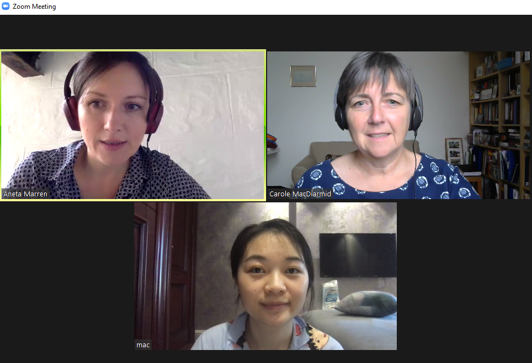 Zoom Meeting
Aneta Marren
Carole MacDiarmid
mac